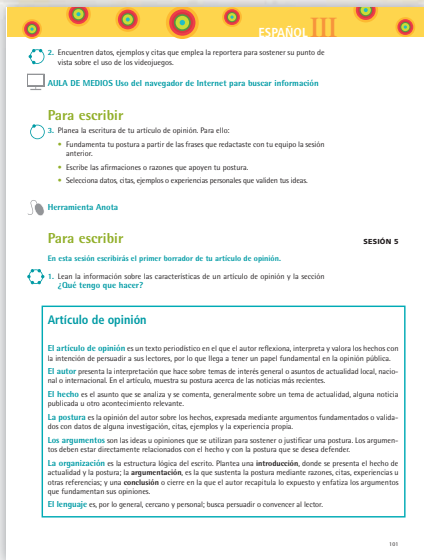 ESPAÑOL III
2. Encuentren datos, ejemplos y citas que emplea la reportera para sostener su punto de
vista sobre el uso de los videojuegos.
AULA DE MEDIOS Uso del navegador de Internet para buscar información
Para escribir
3. Planea la escritura de tu artículo de opinión. Para ello:
• Fundamenta tu postura a partir de las frases que redactaste con tu equipo la sesión
anterior.
• Escribe las afirmaciones o razones que apoyen tu postura.
• Selecciona datos, citas, ejemplos o experiencias personales que validen tus ideas.
Herramienta Anota
Para escribir
SESIÓN 5
En esta sesión escribirás el primer borrador de tu artículo de opinión.
1. Lean la información sobre las características de un artículo de opinión y la sección
¿Qué tengo que hacer?
Artículo de opinión
El artículo de opinión es un texto periodístico en el que el autor reflexiona, interpreta y valora los hechos con
la intención de persuadir a sus lectores, por lo que llega a tener un papel fundamental en la opinión pública.
El autor presenta la interpretación que hace sobre temas de interés general o asuntos de actualidad local, nacio-
nal o internacional. En el artículo, muestra su postura acerca de las noticias más recientes.
El hecho es el asunto que se analiza y se comenta, generalmente sobre un tema de actualidad, alguna noticia
publicada u otro acontecimiento relevante.
La postura es la opinión del autor sobre los hechos, expresada mediante argumentos fundamentados o valida-
dos con datos de alguna investigación, citas, ejemplos y la experiencia propia.
Los argumentos son las ideas u opiniones que se utilizan para sostener o justificar una postura. Los argumen-
tos deben estar directamente relacionados con el hecho y con la postura que se desea defender.
La organización es la estructura lógica del escrito. Plantea una introducción, donde se presenta el hecho de
actualidad y la postura; la argumentación, es la que sustenta la postura mediante razones, citas, experiencias u
otras referencias; y una conclusión o cierre en la que el autor recapitula lo expuesto y enfatiza los argumentos
que fundamentan sus opiniones.
El lenguaje es, por lo general, cercano y personal; busca persuadir o convencer al lector.
101